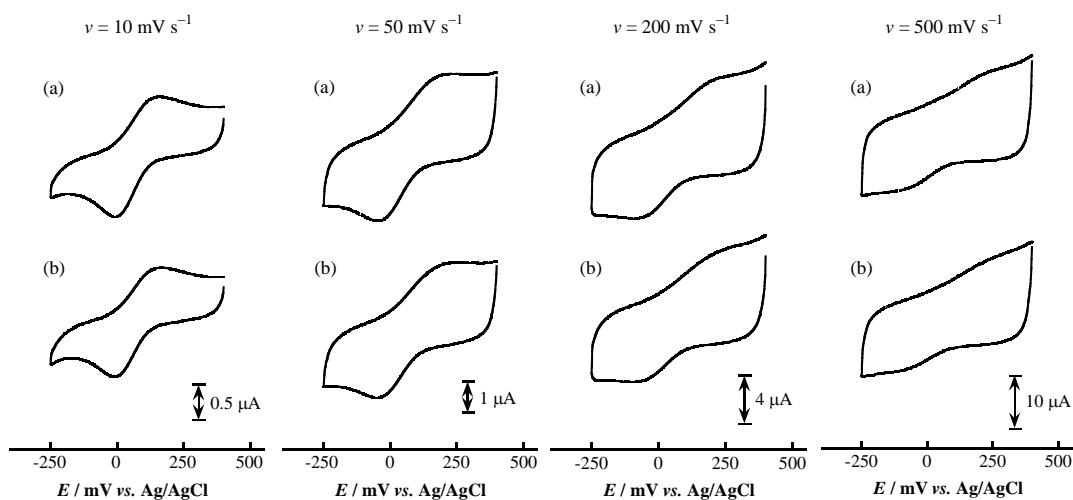 v = 10 mV s⁻¹ v = 50 mV s⁻¹ v = 200 mV s⁻¹ v = 500 mV s⁻¹
(a) (a) (a) (a)
(b) (b) (b) (b)
0.5 μA 1 μA 4 μA 10 μA
-250 0 250 500 -250 0 250 500 -250 0 250 500 -250 0 250 500
E / mV vs. Ag/AgCl E / mV vs. Ag/AgCl E / mV vs. Ag/AgCl E / mV vs. Ag/AgCl